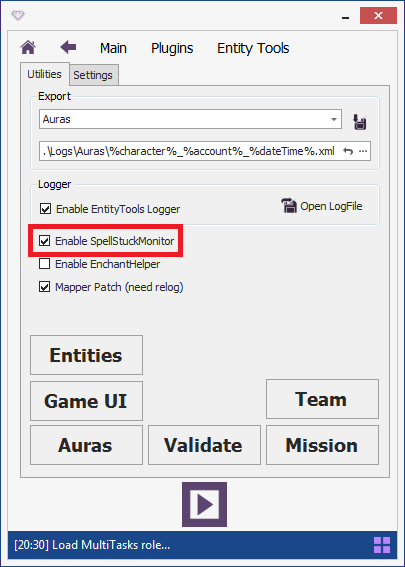 Main Plugins Entity Tools
Utilities Settings
Export
Auras
.\Logs\Auras\%character%_%account%_%dateTime%.xml
Logger
Enable EntityTools Logger
Open LogFile
Enable SpellStuckMonitor
Enable EnchantHelper
Mapper Patch (need relog)
Entities
Game UI
Team
Auras
Validate
Mission
[20:30] Load MultiTasks role...